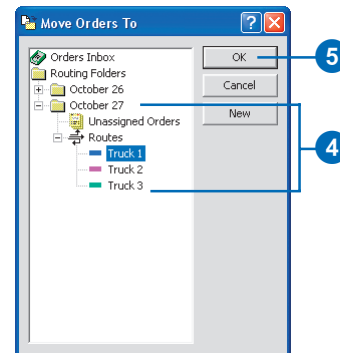 Move Orders To
Orders Inbox
Routing Folders
October 26
October 27
Unassigned Orders
Routes
Truck 1
Truck 2
Truck 3
OK
Cancel
New
5
4